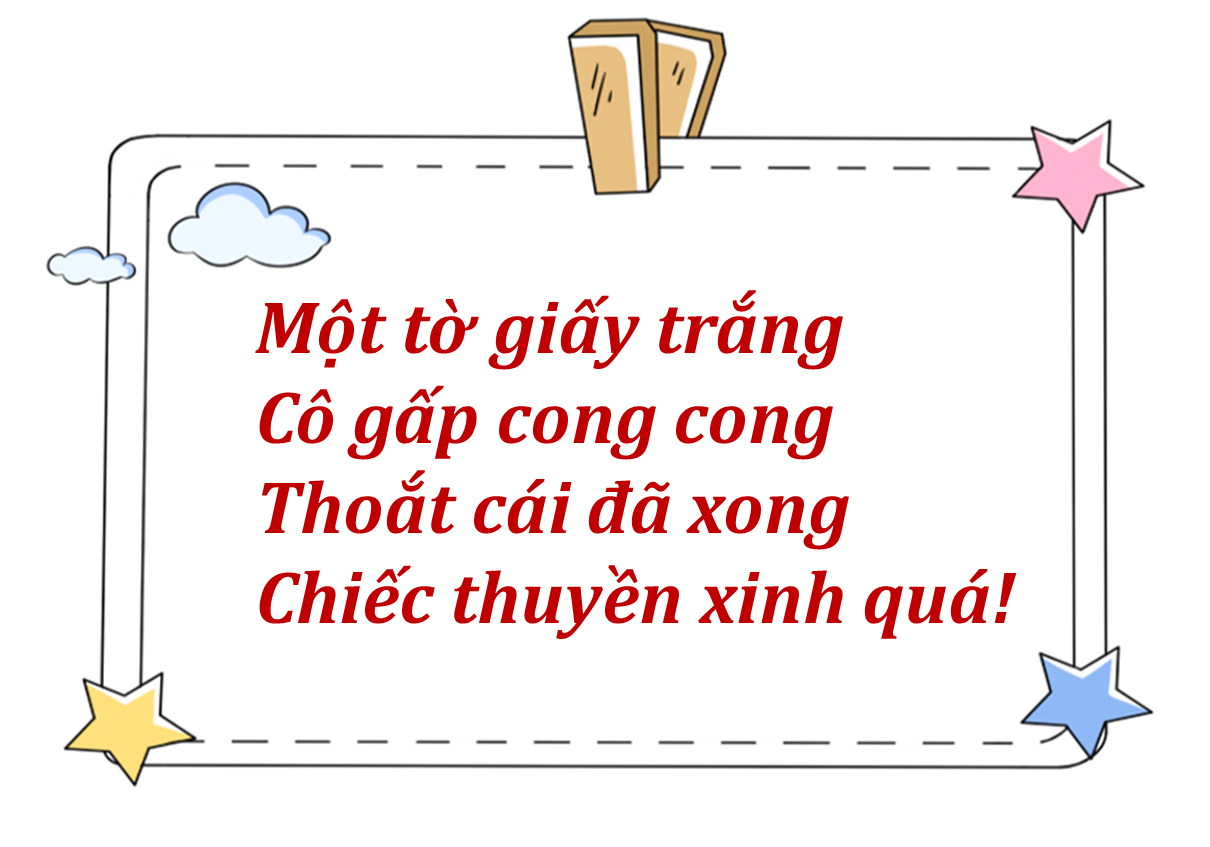 Một tờ giấy trắng
Cô gấp cong cong
Thoắt cái đã xong
Chiếc thuyền xinh quá!